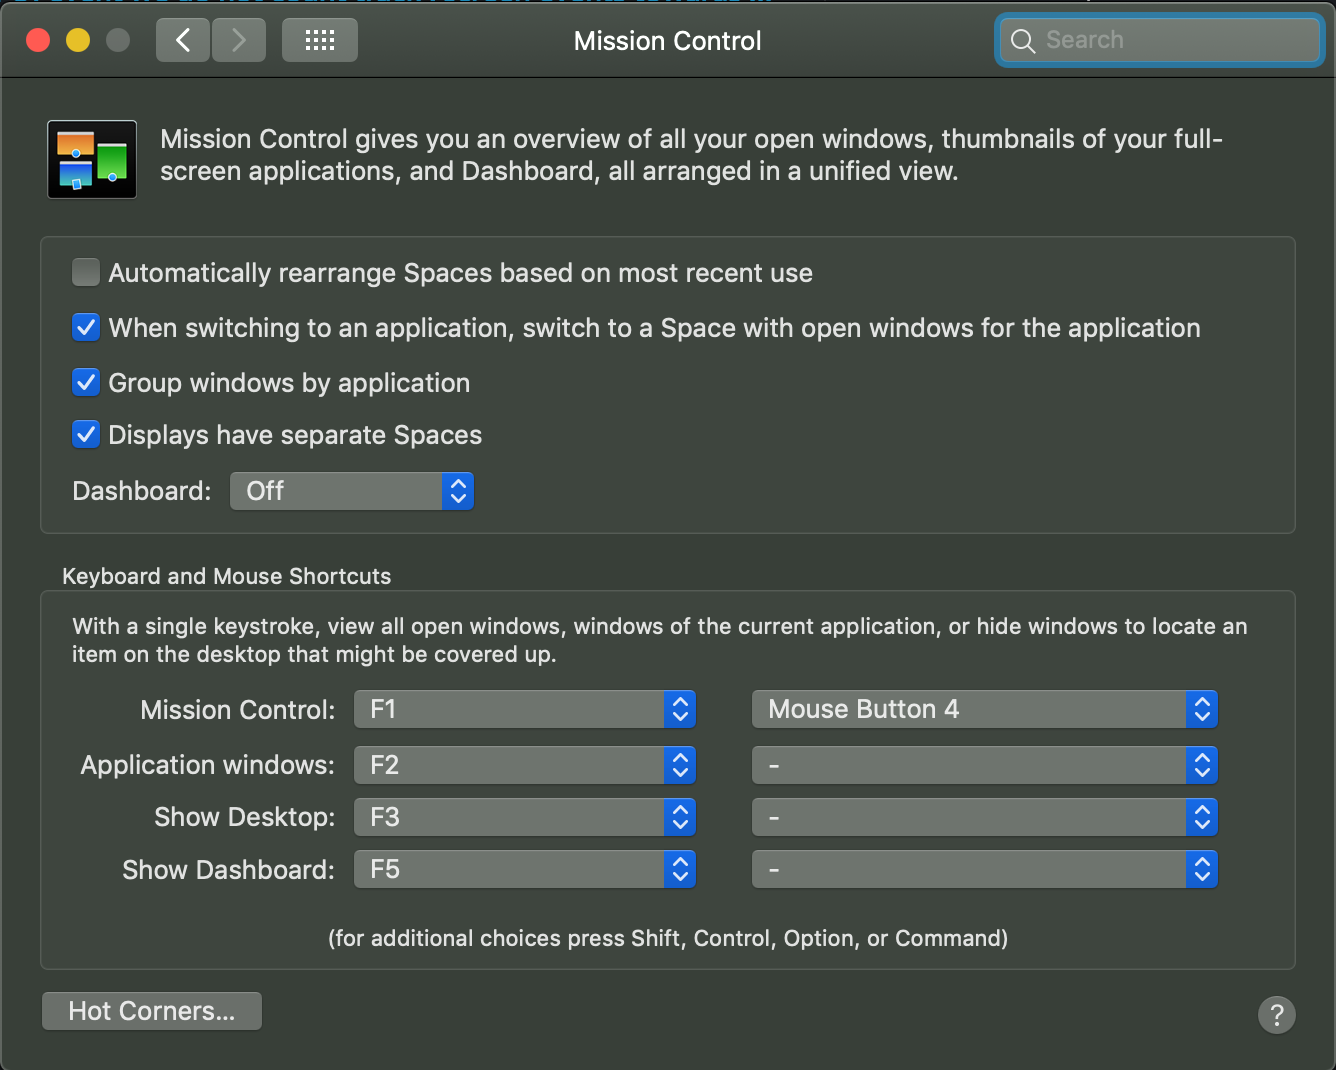 Mission Control
Search
Mission Control gives you an overview of all your open windows, thumbnails of your full-
screen applications, and Dashboard, all arranged in a unified view.
Automatically rearrange Spaces based on most recent use
When switching to an application, switch to a Space with open windows for the application
Group windows by application
Displays have separate Spaces
Dashboard: Off
Keyboard and Mouse Shortcuts
With a single keystroke, view all open windows, windows of the current application, or hide windows to locate an
item on the desktop that might be covered up.
Mission Control: F1 Mouse Button 4
Application windows: F2 -
Show Desktop: F3 -
Show Dashboard: F5 -
(for additional choices press Shift, Control, Option, or Command)
Hot Corners...
?